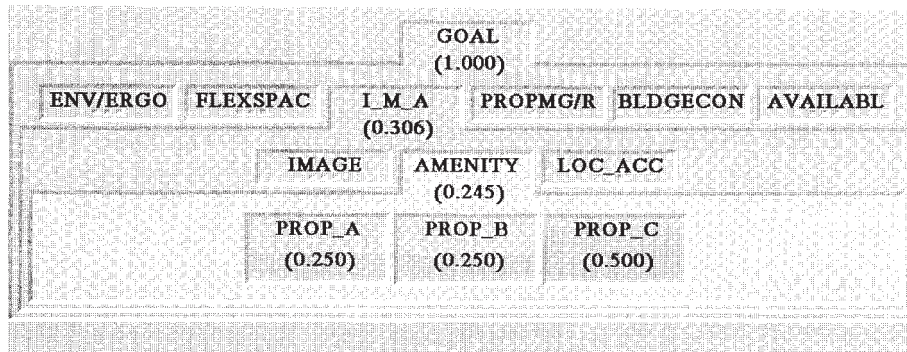 GOAL
(1.000)
ENV/ERGO FLEXSPAC I_M_A PROPMG/R BLDGECON AVAILABL
(0.306)
IMAGE AMENITY LOC_ACC
(0.245)
PROP_A PROP_B PROP_C
(0.250) (0.250) (0.500)